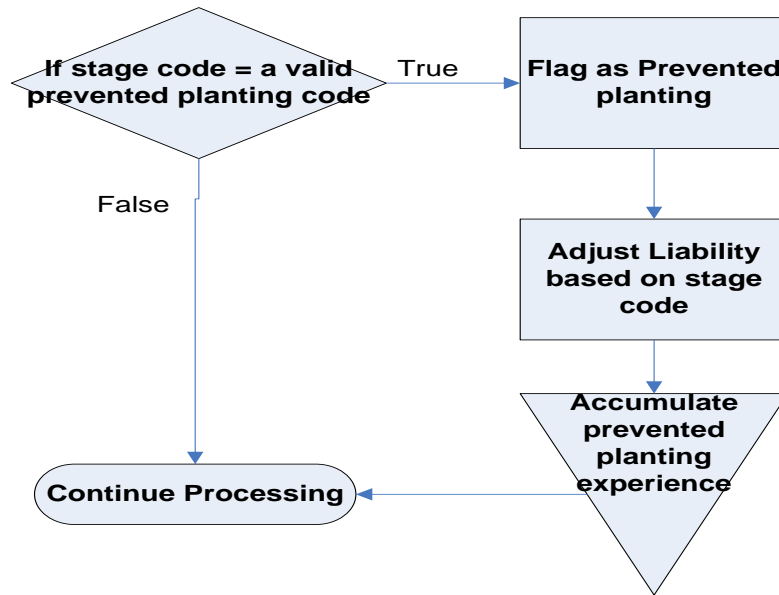 If stage code = a valid
prevented planting code
True
Flag as Prevented
planting
False
Adjust Liability
based on stage
code
Accumulate
prevented
planting
experience
Continue Processing